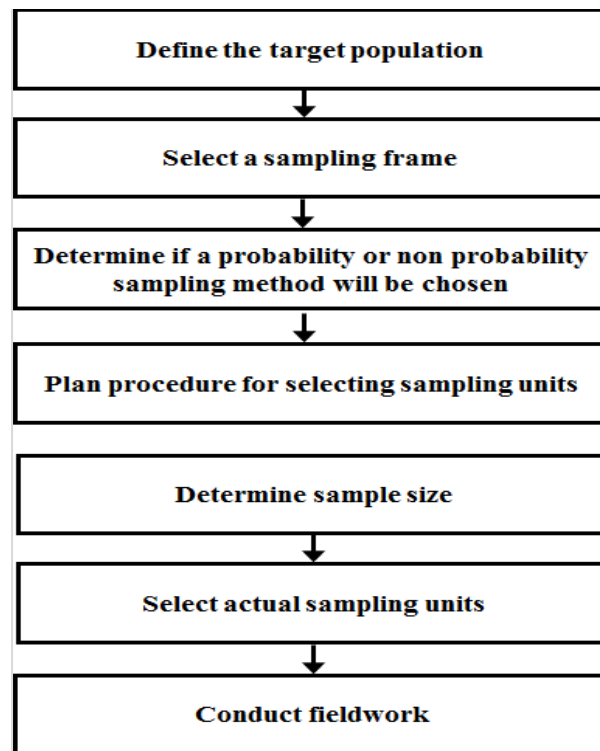 Define the target population
Select a sampling frame
Determine if a probability or non probability
sampling method will be chosen
Plan procedure for selecting sampling units
Determine sample size
Select actual sampling units
Conduct fieldwork